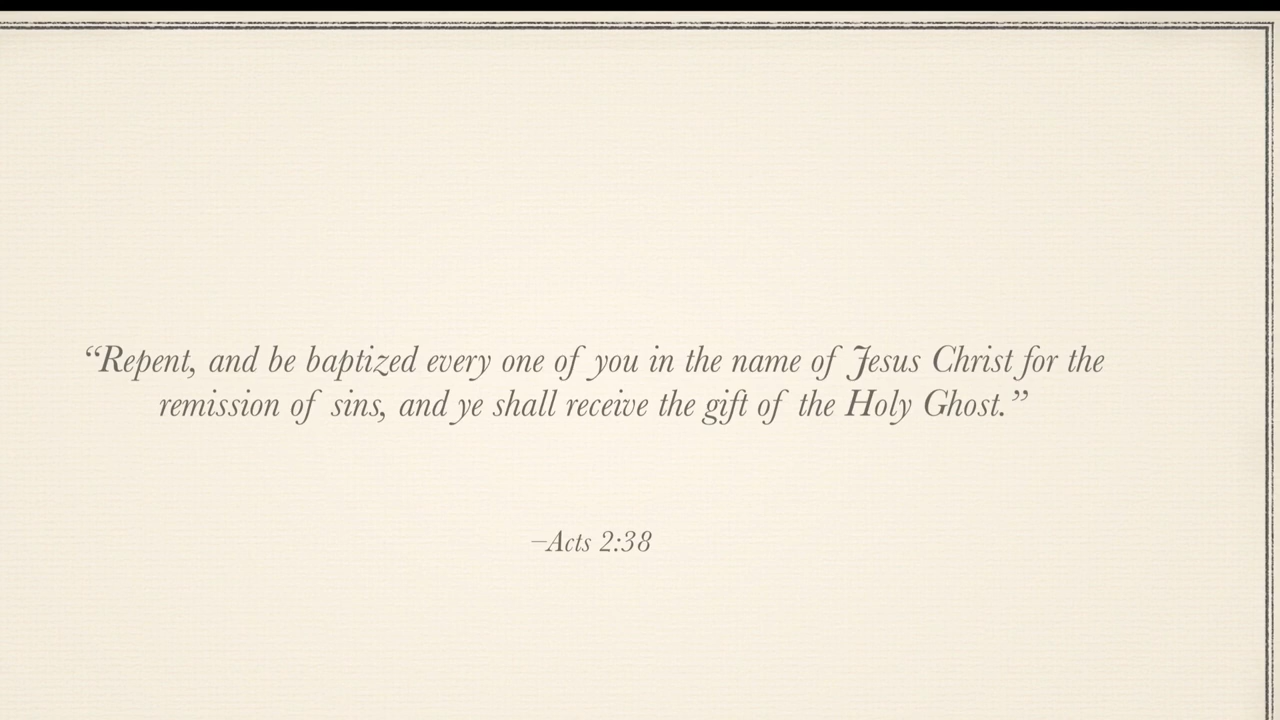 “Repent, and be baptized every one of you in the name of Jesus Christ for the
remission of sins, and ye shall receive the gift of the Holy Ghost.”
–Acts 2:38